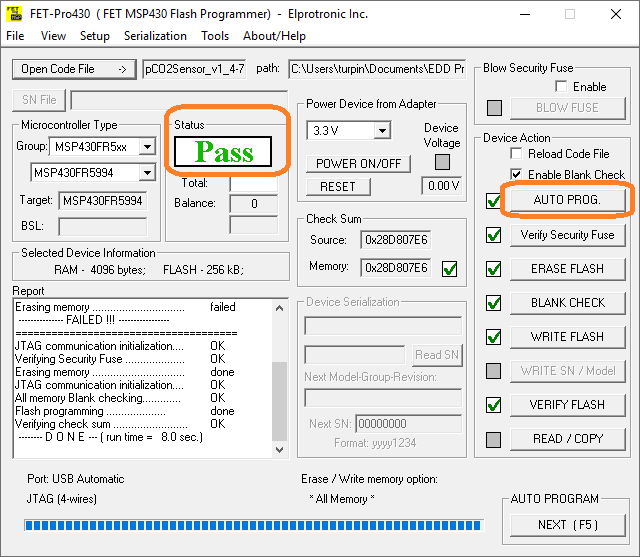 FET-Pro430 ( FET MSP430 Flash Programmer) - Elprotronic Inc.
File View Setup Serialization Tools About/Help
Open Code File -> pCO2Sensor_v1_4-7 path: C:\Users\turpin\Documents\EDD Pr
SN File
Microcontroller Type
Group: MSP430FR5xx
MSP430FR5994
Target: MSP430FR5994
BSL:
Status
Pass
Total:
Balance: 0
Selected Device Information
RAM - 4096 bytes; FLASH - 256 kB;
Report
Erasing memory ............................... failed
--------------- FAILED !!! -----------------
=====================================
JTAG communication initialization.... OK
Verifying Security Fuse .................... OK
Erasing memory ............................... done
JTAG communication initialization.... OK
All memory Blank checking............. OK
Flash programming ......................... done
Verifying check sum ....................... OK
-------- D O N E --- ( run time = 8.0 sec.)
Power Device from Adapter
3.3 V
Device
Voltage
POWER ON/OFF
RESET
0.00 V
Check Sum
Source: 0x28D807E6
Memory: 0x28D807E6
Device Serialization
Read SN
Next Model-Group-Revision:
Next SN: 00000000
Format: yyyy1234
Blow Security Fuse
Enable
BLOW FUSE
Device Action
Reload Code File
Enable Blank Check
AUTO PROG.
Verify Security Fuse
ERASE FLASH
BLANK CHECK
WRITE FLASH
WRITE SN / Model
VERIFY FLASH
READ / COPY
Port: USB Automatic
JTAG (4-wires)
Erase / Write memory option:
* All Memory *
AUTO PROGRAM
NEXT ( F5 )